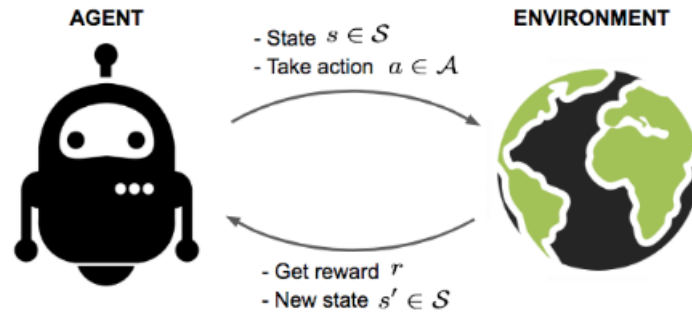 AGENT
ENVIRONMENT
- State s ∈ 𝒮
- Take action a ∈ 𝒜
- Get reward r
- New state s′ ∈ 𝒮